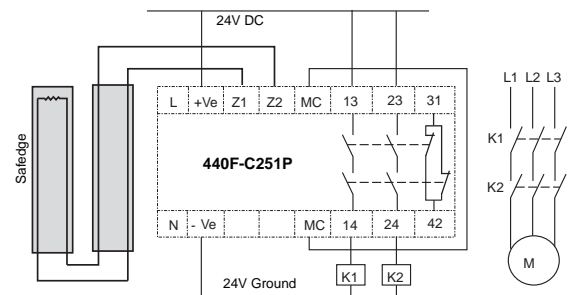 24V DC
L +Ve Z1 Z2 MC 13 23 31
L1 L2 L3
Safedge
K1
440F-C251P
K2
N - Ve MC 14 24 42
K1 K2
M
24V Ground